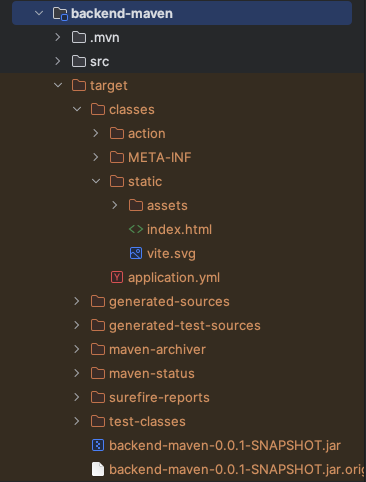 backend-maven
.mvn
src
target
classes
action
META-INF
static
assets
index.html
vite.svg
application.yml
generated-sources
generated-test-sources
maven-archiver
maven-status
surefire-reports
test-classes
backend-maven-0.0.1-SNAPSHOT.jar
backend-maven-0.0.1-SNAPSHOT.jar.orig